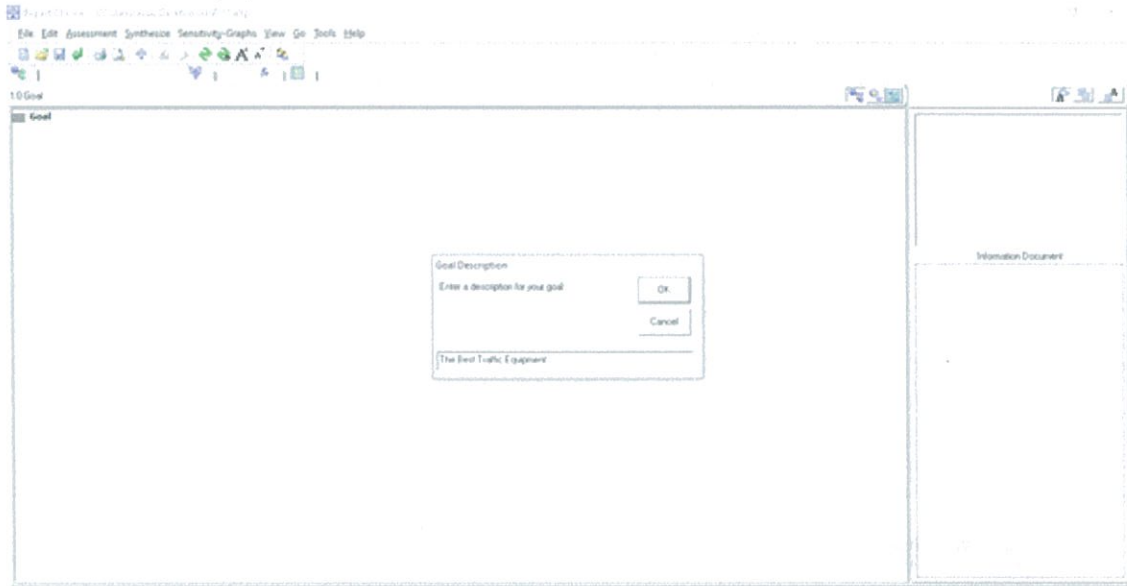 File Edit Assessment Synthesize Sensitivity-Graphs View Go Tools Help
1.0 Goal
Goal
Information Document
Goal Description
Enter a description for your goal
OK
Cancel
The Best Traffic Equipment